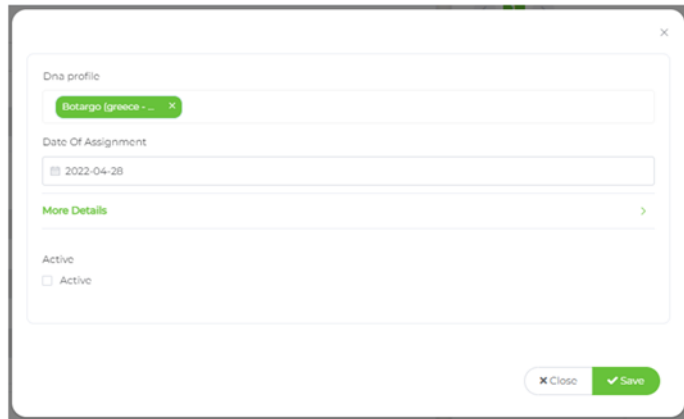 Dna profile
Botargo (greece - ... ×
Date Of Assignment
2022-04-28
More Details
Active
Active
Close
Save